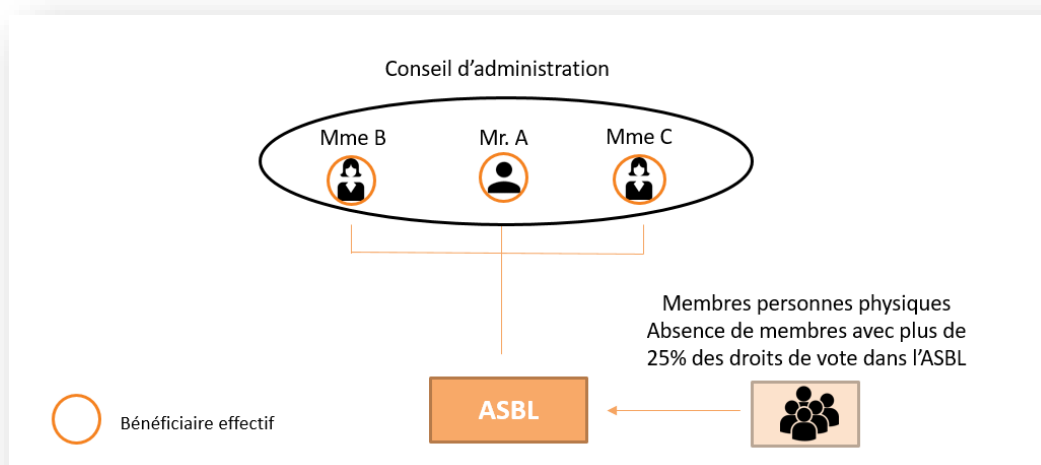 Conseil d'administration
Mme B
Mr. A
Mme C
Membres personnes physiques
Absence de membres avec plus de
25% des droits de vote dans l'ASBL
ASBL
Bénéficiaire effectif